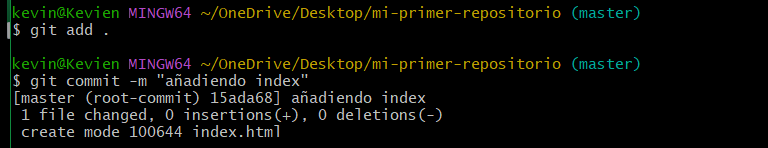 kevin@Kevien MINGW64 ~/OneDrive/Desktop/mi-primer-repositorio (master)
$ git add .

kevin@Kevien MINGW64 ~/OneDrive/Desktop/mi-primer-repositorio (master)
$ git commit -m "añadiendo index"
[master (root-commit) 15ada68] añadiendo index
 1 file changed, 0 insertions(+), 0 deletions(-)
 create mode 100644 index.html